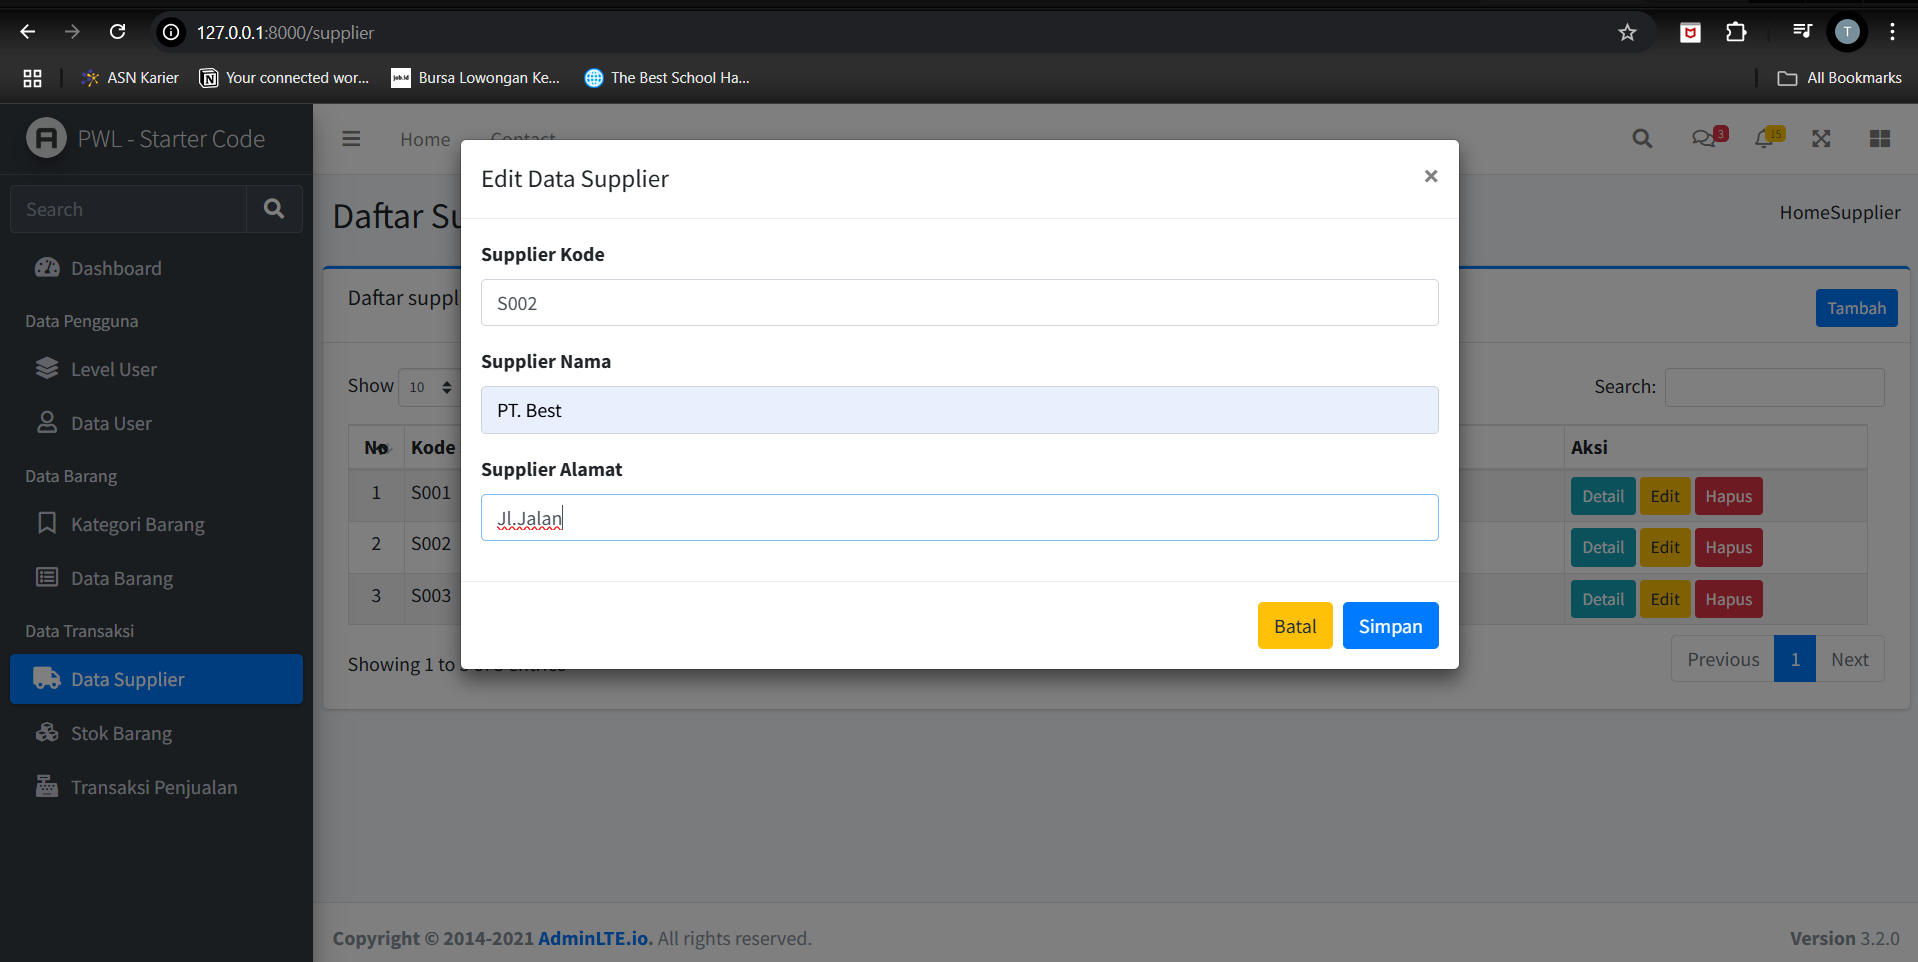 127.0.0.1:8000/supplier
T
ASN Karier
Your connected wor...
Bursa Lowongan Ke...
The Best School Ha...
All Bookmarks
PWL - Starter Code
Home
Contact
3
15
Search
Daftar Su
HomeSupplier
Dashboard
Data Pengguna
Level User
Data User
Data Barang
Kategori Barang
Data Barang
Data Transaksi
Data Supplier
Stok Barang
Transaksi Penjualan
Daftar suppl
Tambah
Show 10
Search:
No Kode Aksi
1 S001 Detail Edit Hapus
2 S002 Detail Edit Hapus
3 S003 Detail Edit Hapus
Showing 1 to
entries
Previous 1 Next
Edit Data Supplier
×
Supplier Kode
S002
Supplier Nama
PT. Best
Supplier Alamat
Jl.Jalan
Batal Simpan
Copyright © 2014-2021 AdminLTE.io. All rights reserved.
Version 3.2.0